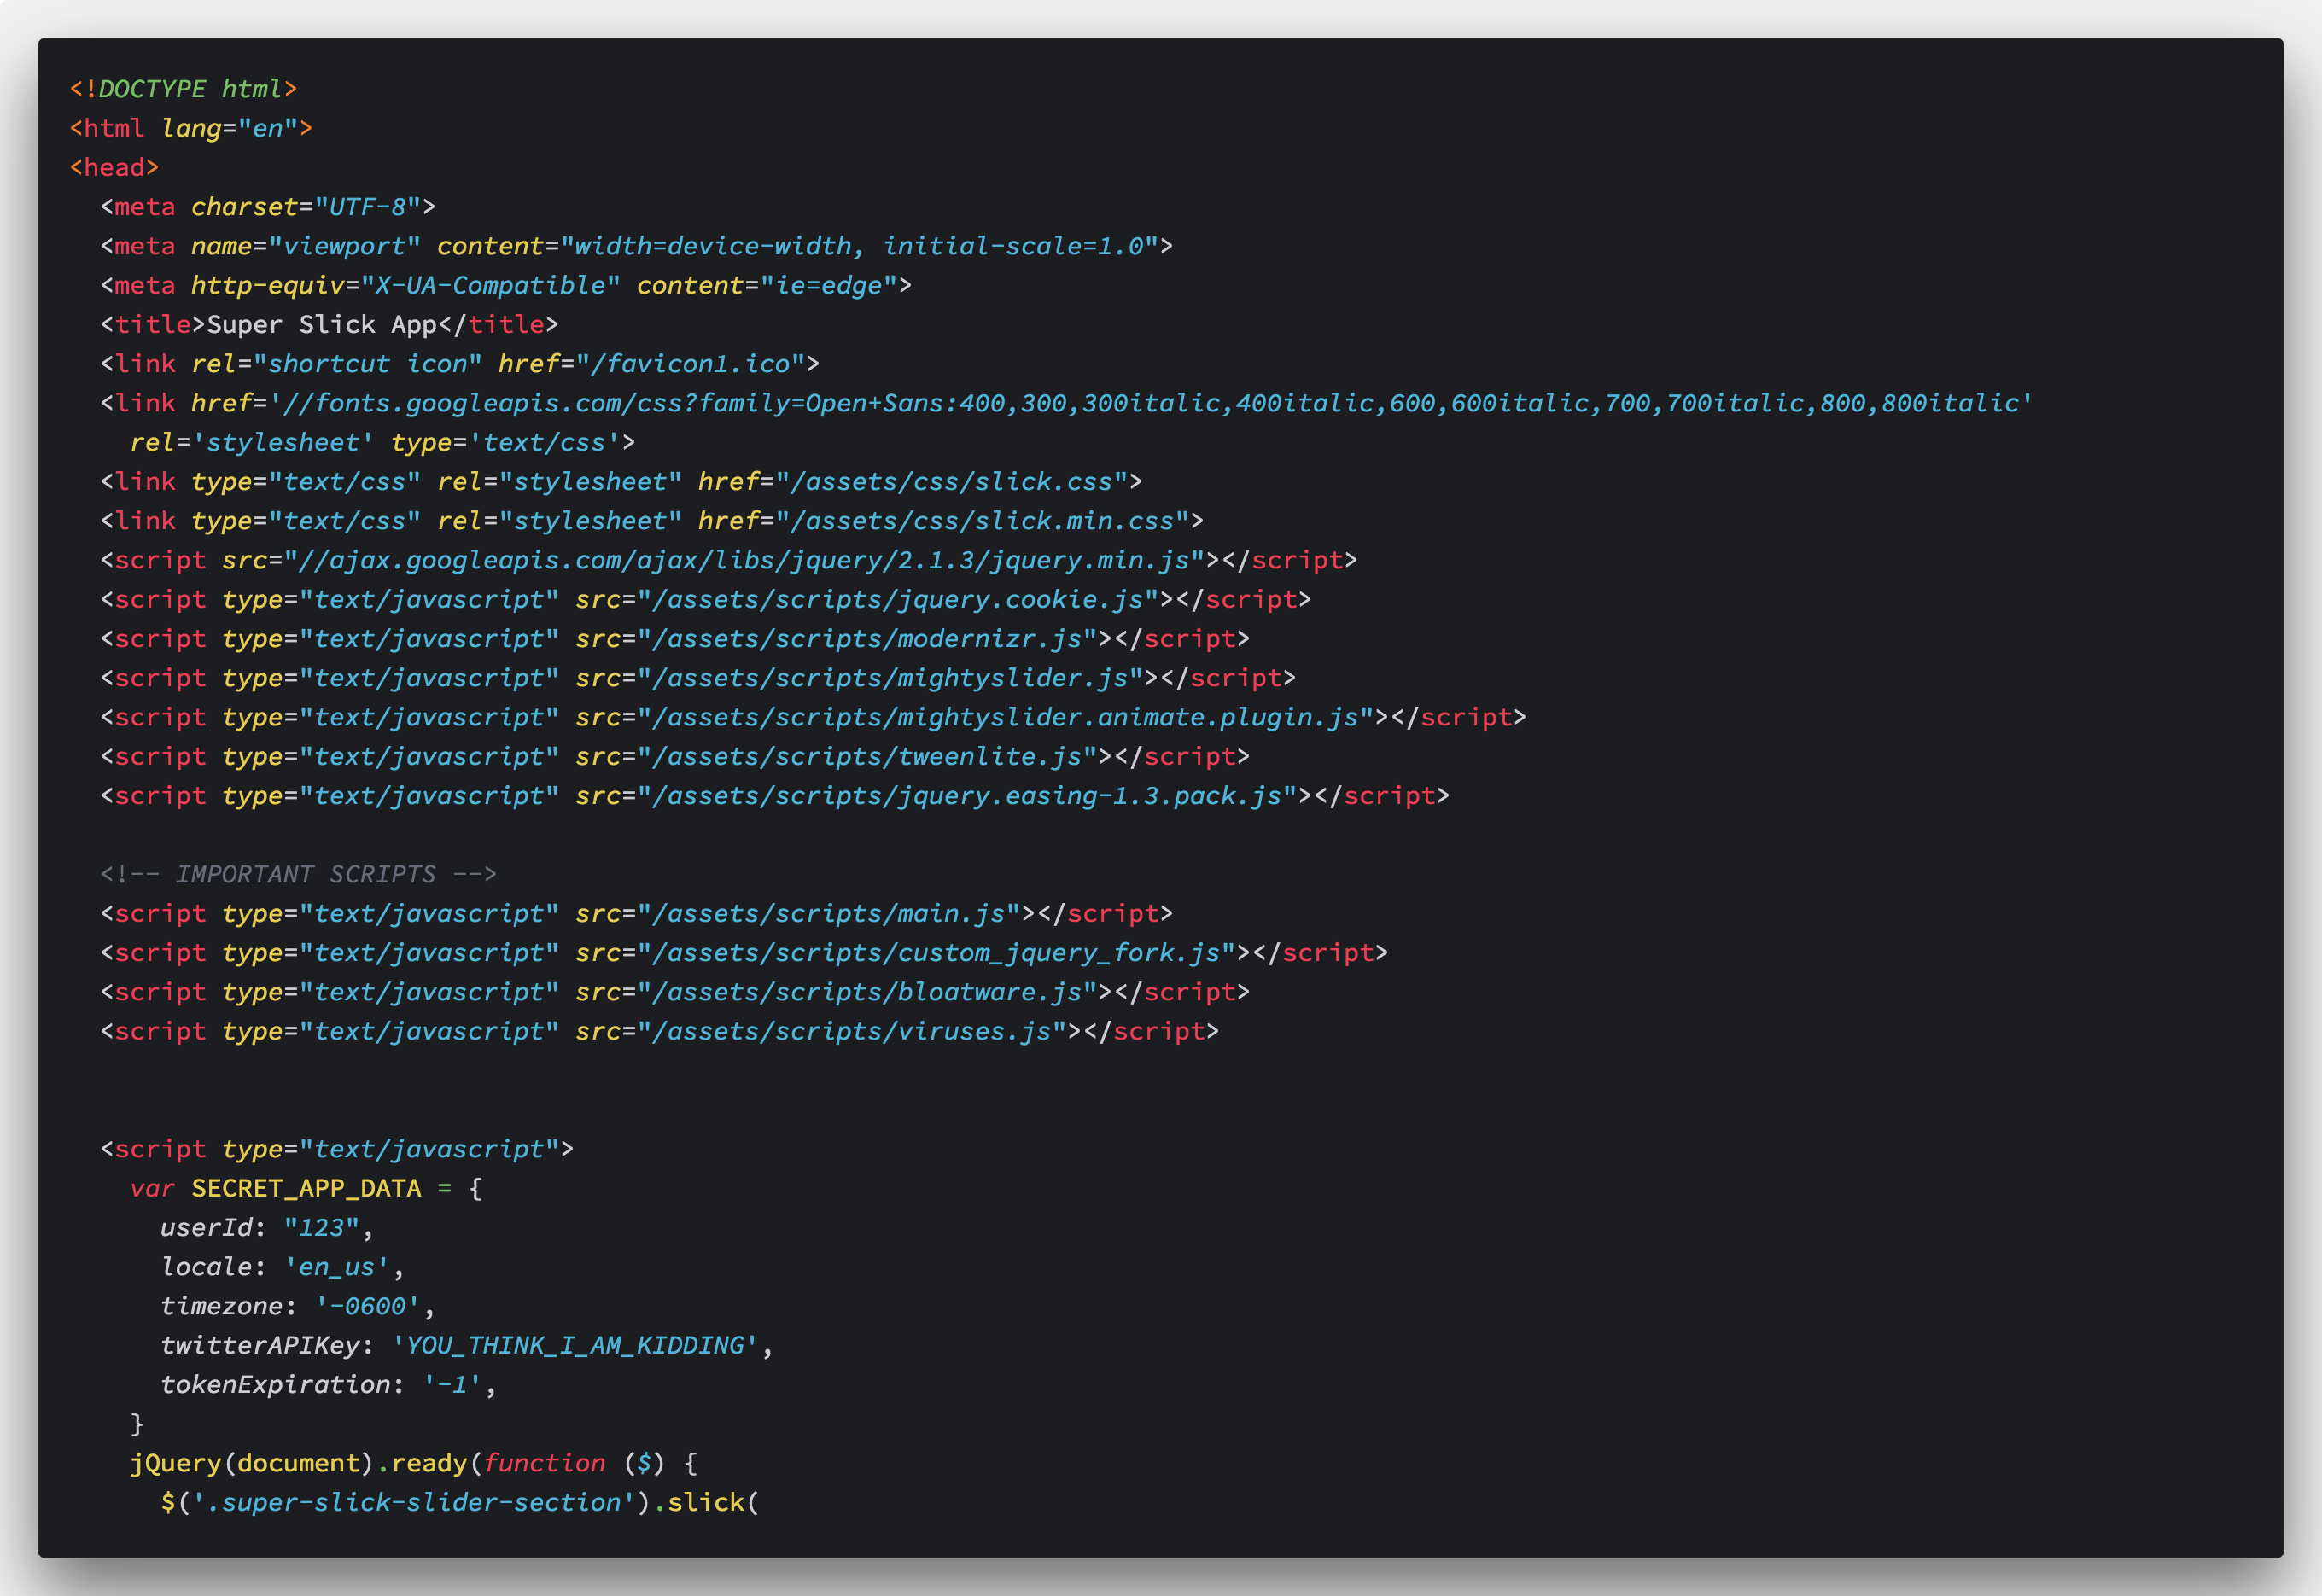 <!DOCTYPE html>
<html lang="en">
<head>
  <meta charset="UTF-8">
  <meta name="viewport" content="width=device-width, initial-scale=1.0">
  <meta http-equiv="X-UA-Compatible" content="ie=edge">
  <title>Super Slick App</title>
  <link rel="shortcut icon" href="/favicon1.ico">
  <link href='//fonts.googleapis.com/css?family=Open+Sans:400,300,300italic,400italic,600,600italic,700,700italic,800,800italic'
    rel='stylesheet' type='text/css'>
  <link type="text/css" rel="stylesheet" href="/assets/css/slick.css">
  <link type="text/css" rel="stylesheet" href="/assets/css/slick.min.css">
  <script src="//ajax.googleapis.com/ajax/libs/jquery/2.1.3/jquery.min.js"></script>
  <script type="text/javascript" src="/assets/scripts/jquery.cookie.js"></script>
  <script type="text/javascript" src="/assets/scripts/modernizr.js"></script>
  <script type="text/javascript" src="/assets/scripts/mightyslider.js"></script>
  <script type="text/javascript" src="/assets/scripts/mightyslider.animate.plugin.js"></script>
  <script type="text/javascript" src="/assets/scripts/tweenlite.js"></script>
  <script type="text/javascript" src="/assets/scripts/jquery.easing-1.3.pack.js"></script>

  <!-- IMPORTANT SCRIPTS -->
  <script type="text/javascript" src="/assets/scripts/main.js"></script>
  <script type="text/javascript" src="/assets/scripts/custom_jquery_fork.js"></script>
  <script type="text/javascript" src="/assets/scripts/bloatware.js"></script>
  <script type="text/javascript" src="/assets/scripts/viruses.js"></script>

  <script type="text/javascript">
    var SECRET_APP_DATA = {
      userId: "123",
      locale: 'en_us',
      timezone: '-0600',
      twitterAPIKey: 'YOU_THINK_I_AM_KIDDING',
      tokenExpiration: '-1',
    }
    jQuery(document).ready(function ($) {
      $('.super-slick-slider-section').slick(